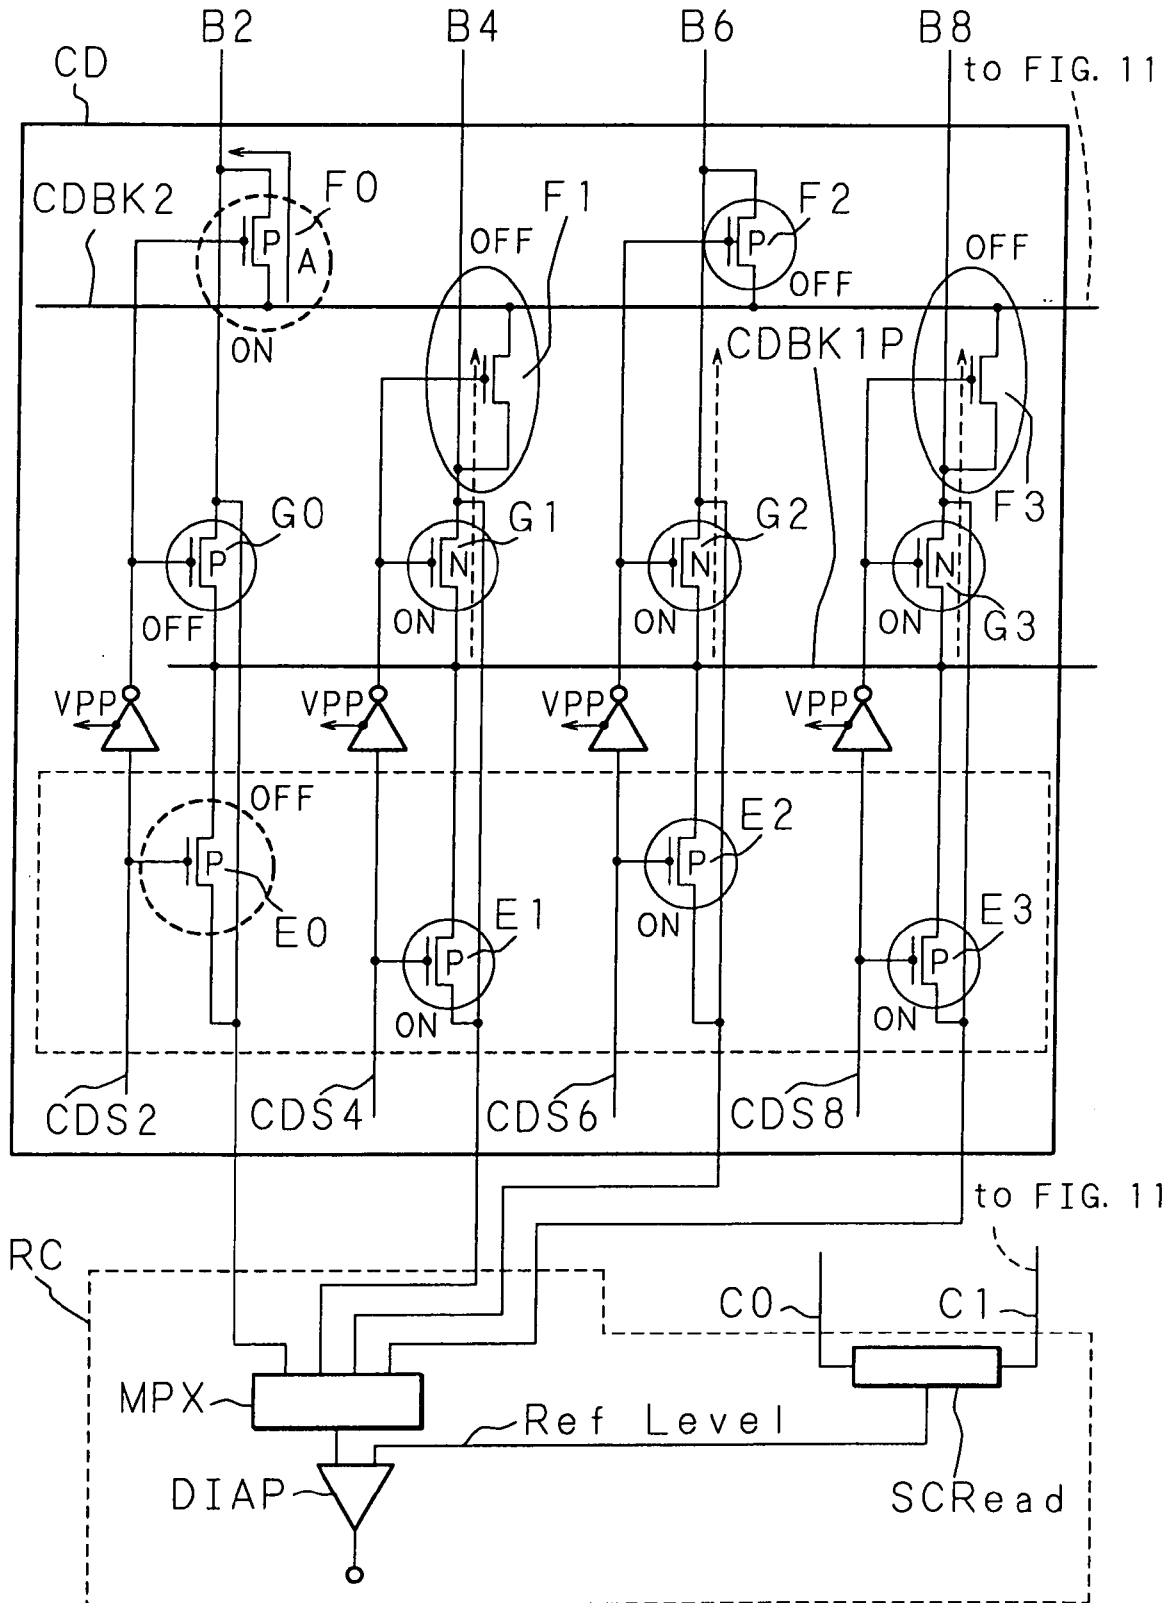 B2 B4 B6 B8
CD
to FIG. 11
CDBK2
F0
F1
F2
F3
P
A
P
OFF
OFF
OFF
ON
CDBK1P
G0
G1
G2
G3
P
N
N
N
OFF
ON
ON
ON
VPP
VPP
VPP
VPP
OFF
E2
P
P
E0
ON
E1
E3
P
P
ON
ON
CDS2
CDS4
CDS6
CDS8
to FIG. 11
RC
C0
C1
MPX
Ref Level
DIAP
SCRead